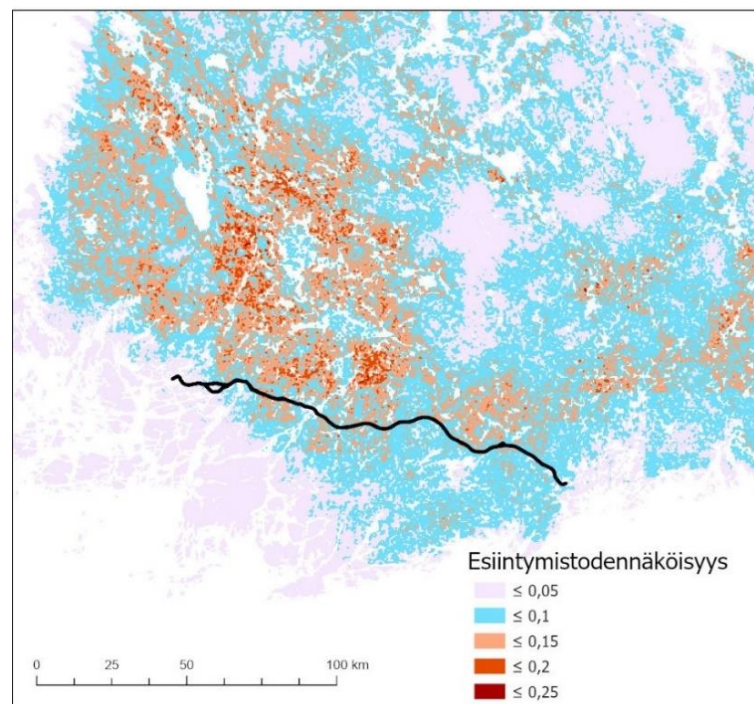 Esiintymistodennäköisyys
≤ 0,05
≤ 0,1
≤ 0,15
≤ 0,2
≤ 0,25
0 25 50 100 km